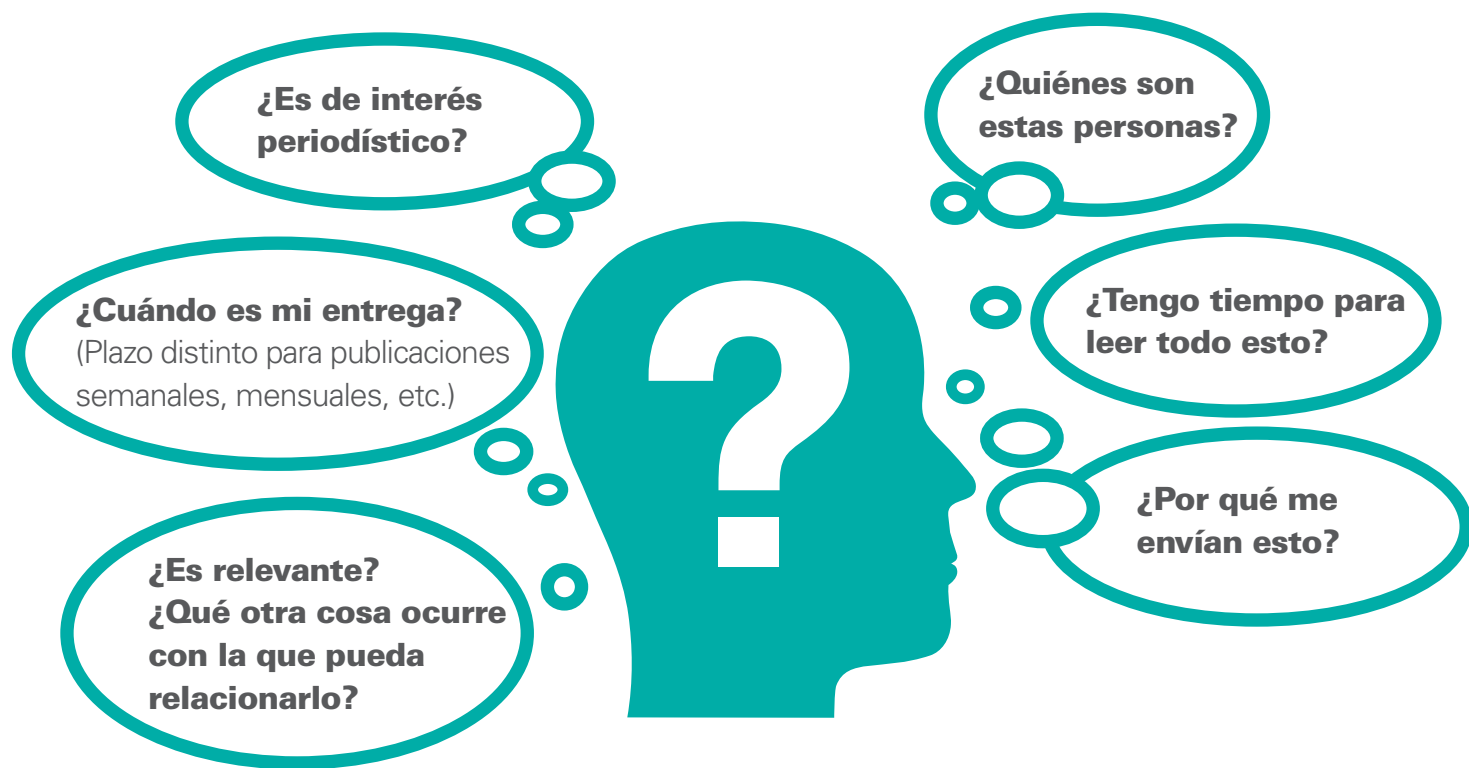 ¿Es de interés
periodístico?
¿Cuándo es mi entrega?
(Plazo distinto para publicaciones
semanales, mensuales, etc.)
¿Es relevante?
¿Qué otra cosa ocurre
con la que pueda
relacionarlo?
¿Quiénes son
estas personas?
¿Tengo tiempo para
leer todo esto?
¿Por qué me
envían esto?
?